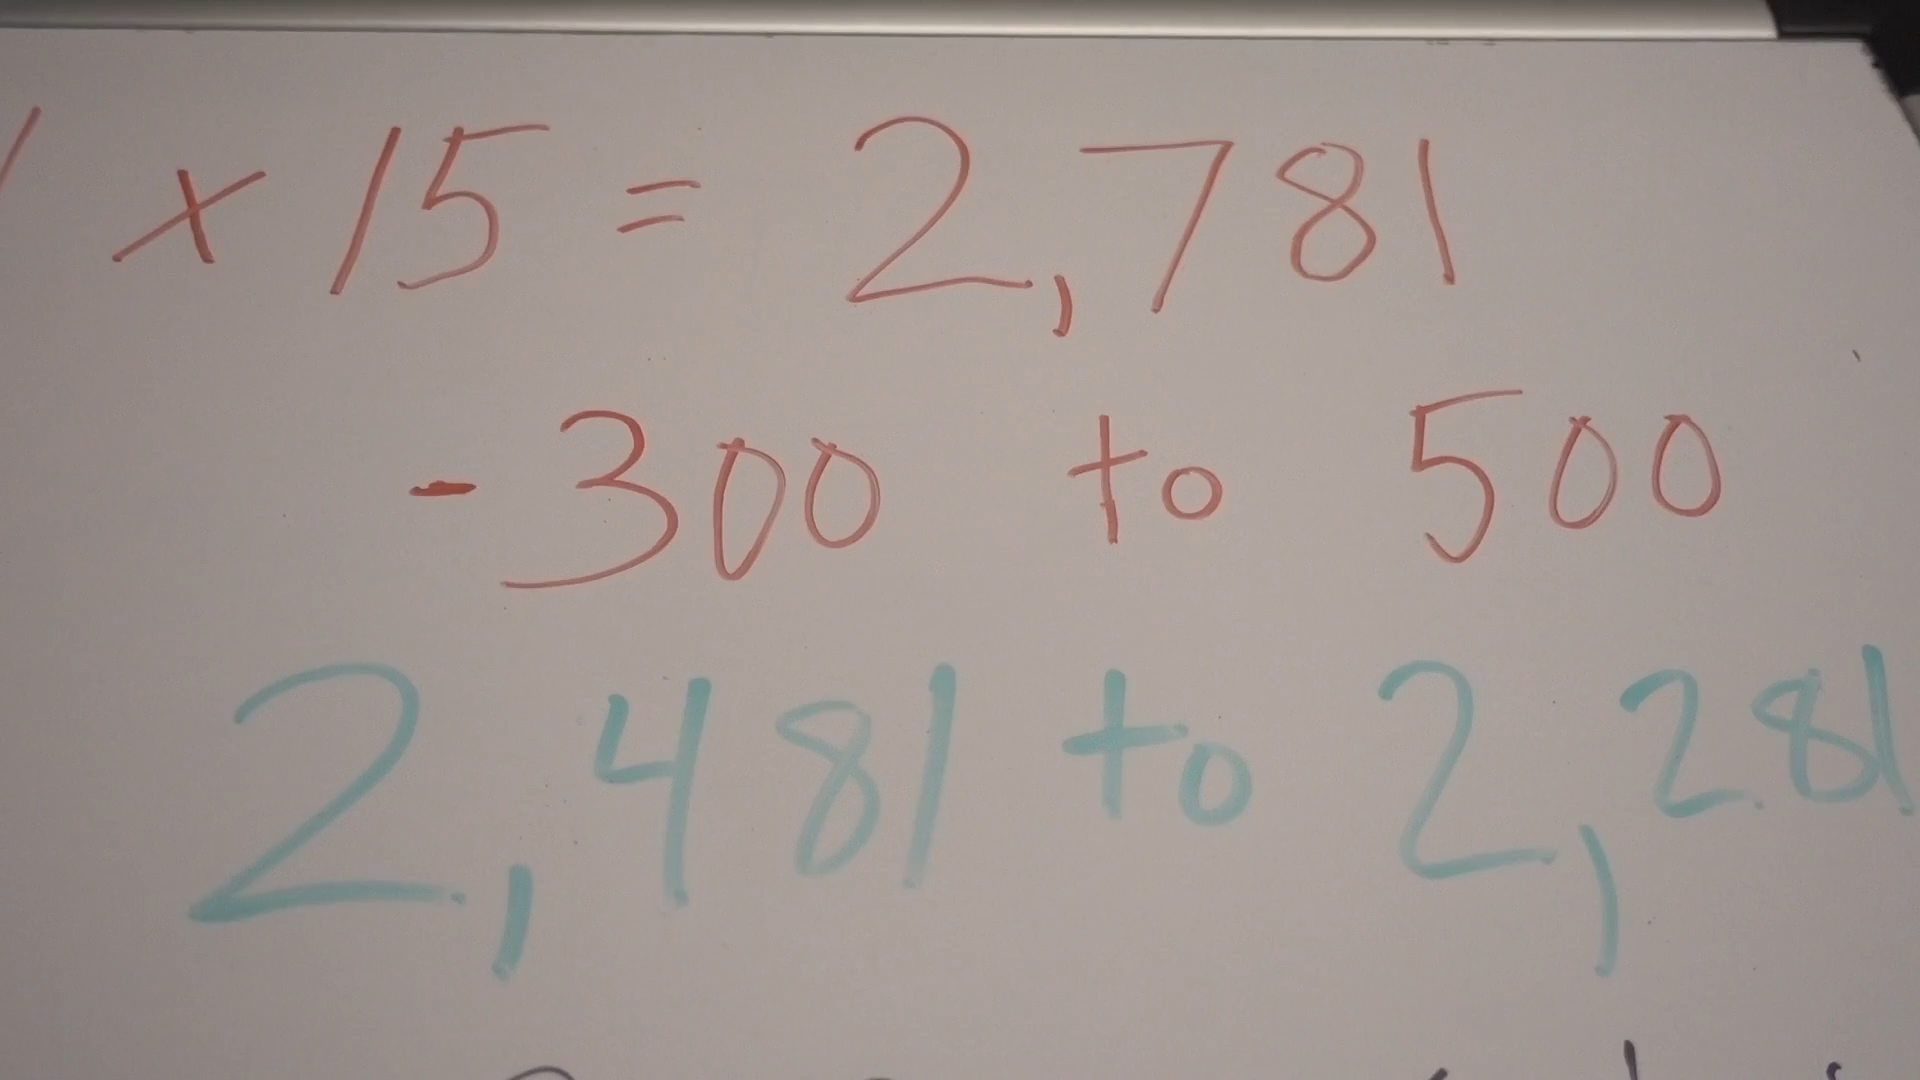 x 15 = 2,781
-300 to 500
2,481 to 2,281